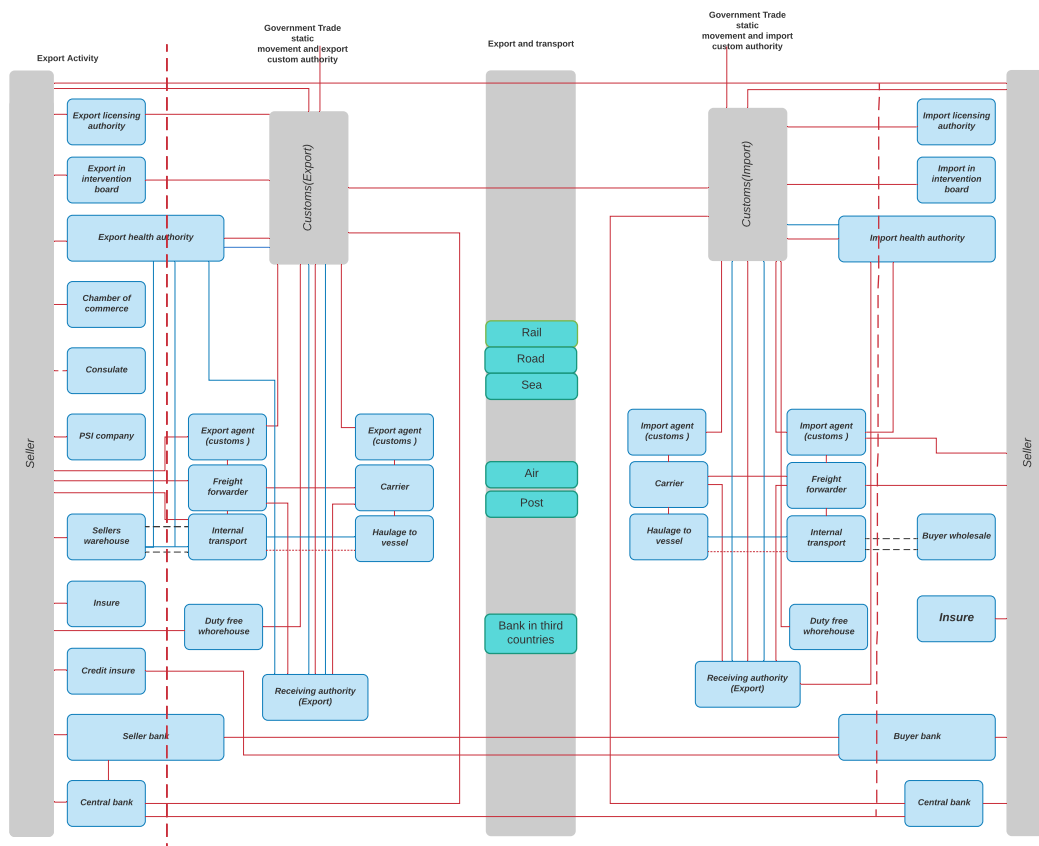 Government Trade
static
movement and export
custom authority
Government Trade
static
movement and import
custom authority
Export and transport
Export Activity
Export licensing
authority
Export in
intervention
board
Export health authority
Chamber of
commerce
Consulate
PSI company
Seller
Sellers
warehouse
Insure
Credit insure
Seller bank
Central bank
Customs(Export)
Export agent
(customs )
Freight
forwarder
Internal
transport
Duty free
whorehouse
Receiving authority
(Export)
Export agent
(customs )
Carrier
Haulage to
vessel
Rail
Road
Sea
Air
Post
Bank in third
countries
Customs(Import)
Import agent
(customs )
Carrier
Haulage to
vessel
Import agent
(customs )
Freight
forwarder
Internal
transport
Duty free
whorehouse
Receiving authority
(Export)
Import licensing
authority
Import in
intervention
board
Import health authority
Seller
Buyer wholesale
Insure
Buyer bank
Central bank